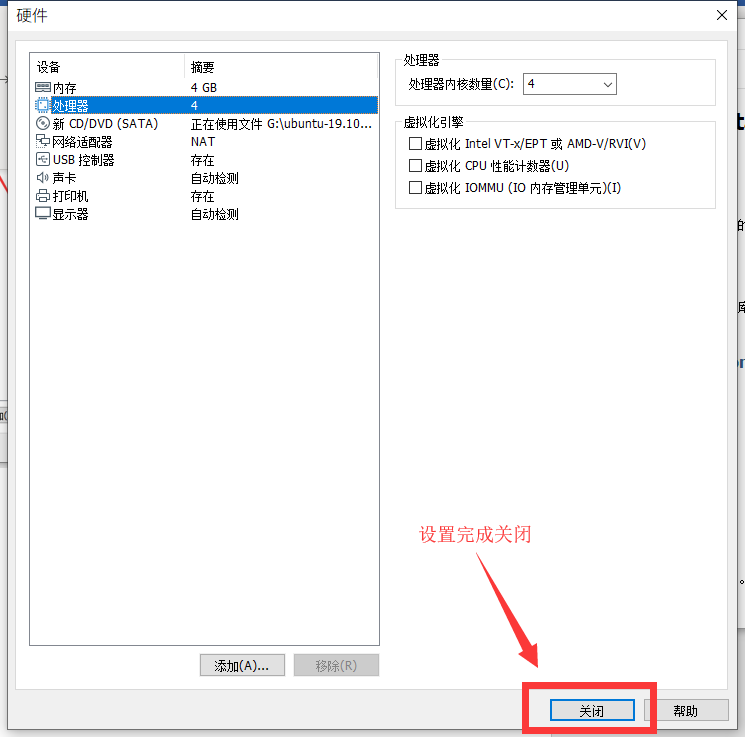 硬件
设备 摘要
内存 4 GB
处理器 4
新 CD/DVD (SATA) 正在使用文件 G:\ubuntu-19.10...
网络适配器 NAT
USB 控制器 存在
声卡 自动检测
打印机 存在
显示器 自动检测
处理器
处理器内核数量(C): 4
虚拟化引擎
虚拟化 Intel VT-x/EPT 或 AMD-V/RVI(V)
虚拟化 CPU 性能计数器(U)
虚拟化 IOMMU (IO 内存管理单元)(I)
设置完成关闭
添加(A)... 移除(R)
关闭 帮助